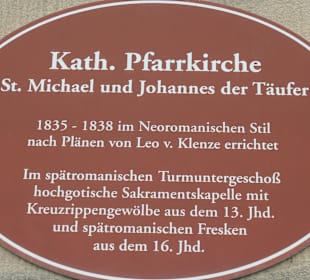 Kath. Pfarrkirche
St. Michael und Johannes der Täufer
1835 - 1838 im Neoromanischen Stil
nach Plänen von Leo v. Klenze errichtet
Im spätromanischen Turmuntergeschoß
hochgotische Sakramentskapelle mit
Kreuzrippengewölbe aus dem 13. Jhd.
und spätromanischen Fresken
aus dem 16. Jhd.